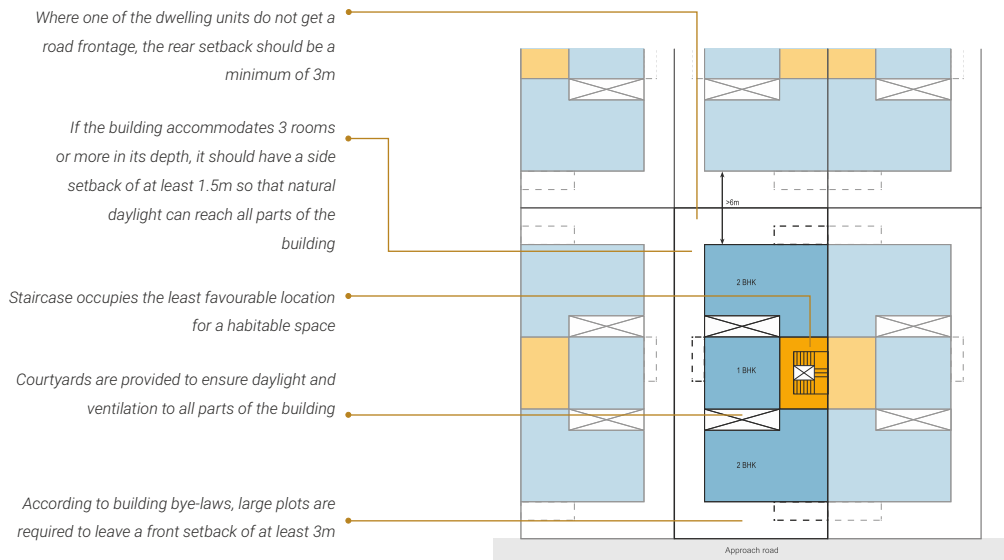 Where one of the dwelling units do not get a
road frontage, the rear setback should be a
minimum of 3m
If the building accommodates 3 rooms
or more in its depth, it should have a side
setback of at least 1.5m so that natural
daylight can reach all parts of the
building
Staircase occupies the least favourable location
for a habitable space
Courtyards are provided to ensure daylight and
ventilation to all parts of the building
According to building bye-laws, large plots are
required to leave a front setback of at least 3m
>6m
2 BHK
1 BHK
2 BHK
Approach road